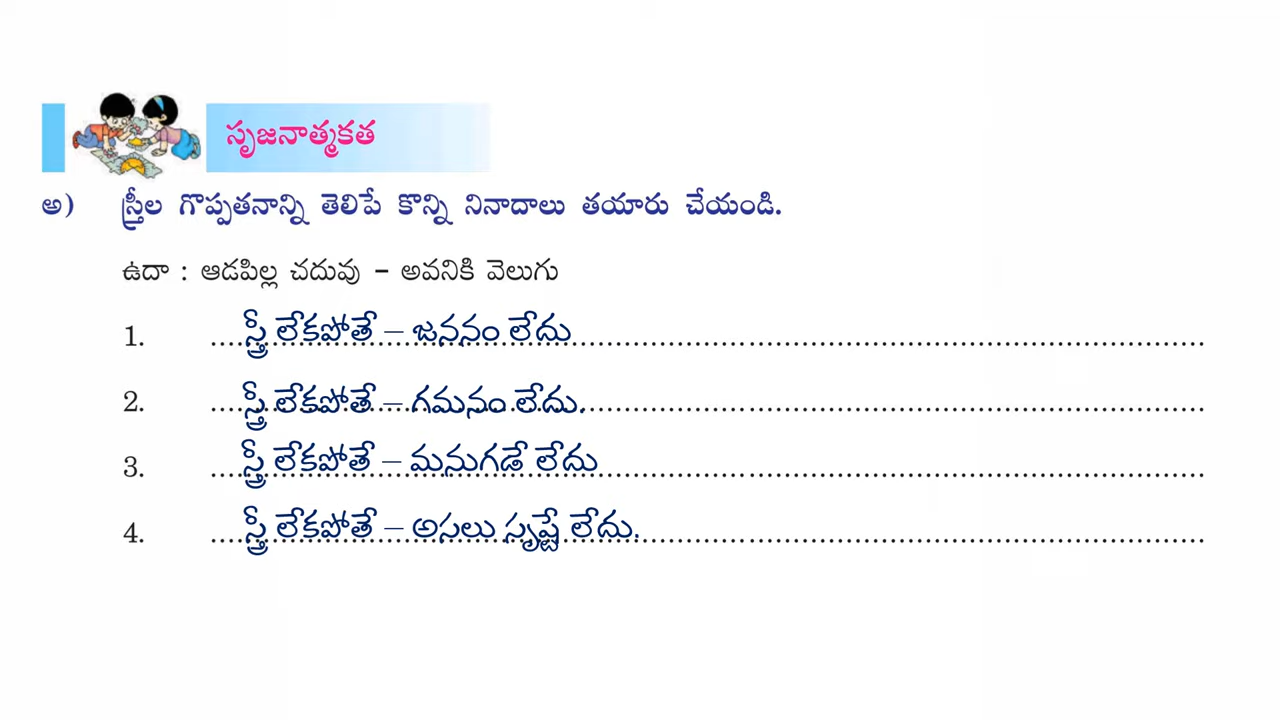 సృజనాత్మకత
అ) స్త్రీల గొప్పతనాన్ని తెలిపే కొన్ని నినాదాలు తయారు చేయండి.
ఉదా : ఆడపిల్ల చదువు – అవనికి వెలుగు
1. స్త్రీ లేకపోతే – జననం లేదు
2. స్త్రీ లేకపోతే – గమనం లేదు.
3. స్త్రీ లేకపోతే – మనుగడే లేదు
4. స్త్రీ లేకపోతే – అసలు సృష్టే లేదు.